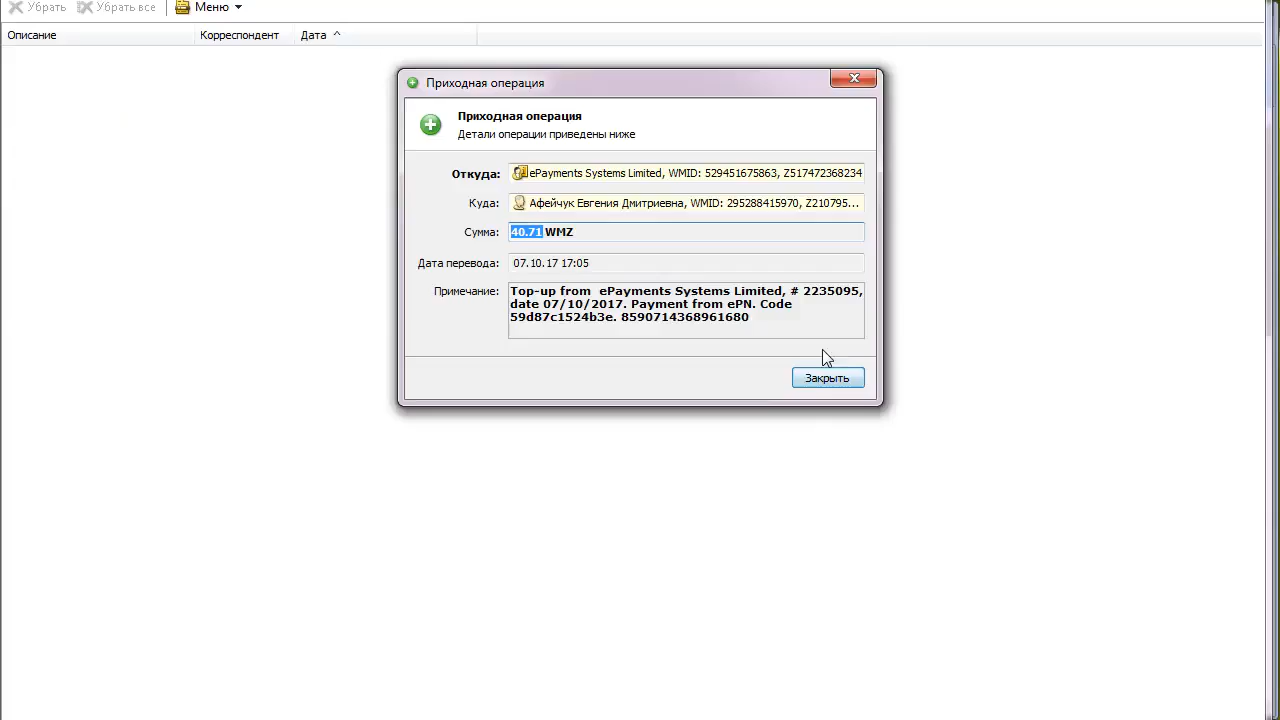 Убрать Убрать все Меню
Описание Корреспондент Дата
Приходная операция
Приходная операция
Детали операции приведены ниже
Откуда: ePayments Systems Limited, WMID: 529451675863, Z517472368234
Куда: Афейчук Евгения Дмитриевна, WMID: 295288415970, Z210795...
Сумма: 40.71 WMZ
Дата перевода: 07.10.17 17:05
Примечание: Top-up from ePayments Systems Limited, # 2235095,
date 07/10/2017. Payment from ePN. Code
59d87c1524b3e. 8590714368961680
Закрыть